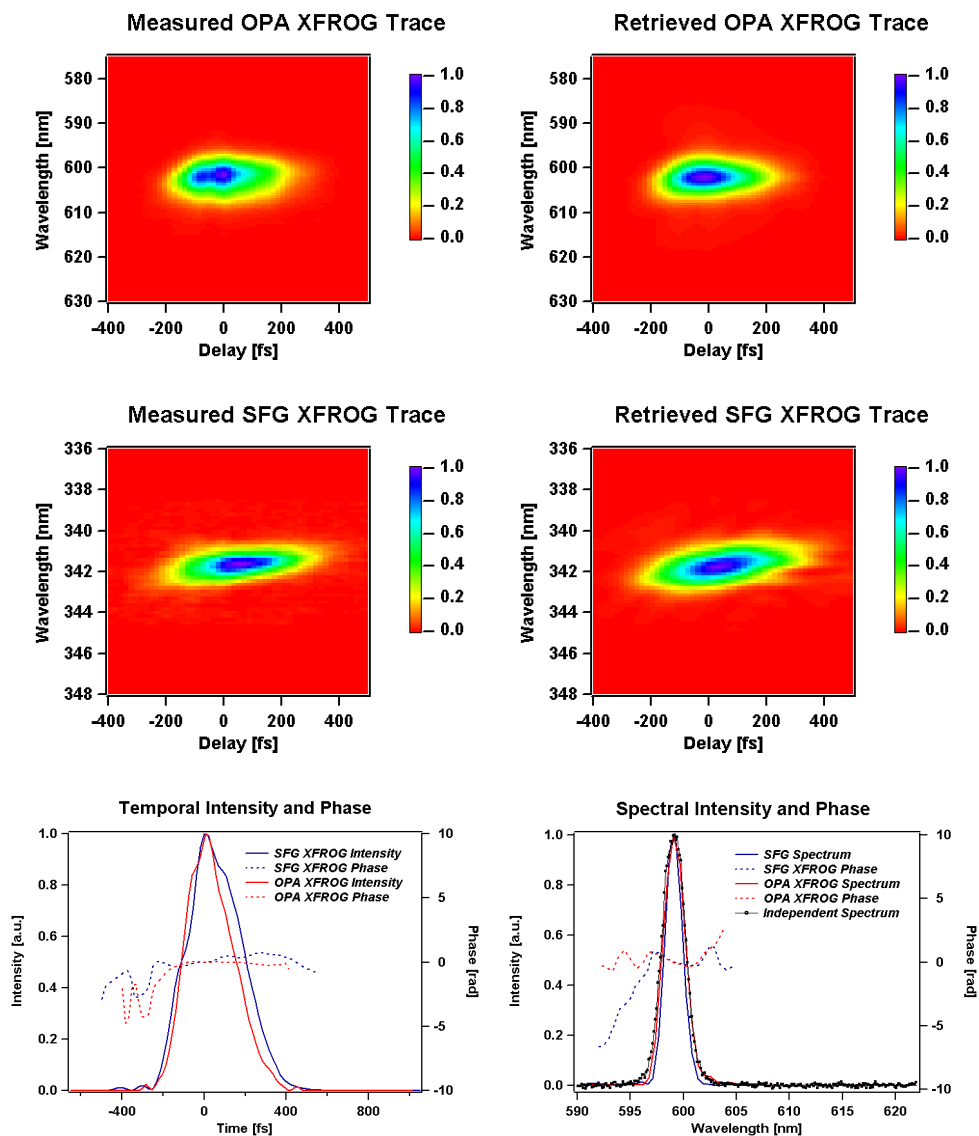 Measured OPA XFROG Trace
Retrieved OPA XFROG Trace
580
590
600
610
620
630
Wavelength [nm]
-400 -200 0 200 400
Delay [fs]
1.0
0.8
0.6
0.4
0.2
0.0
580
590
600
610
620
630
Wavelength [nm]
-400 -200 0 200 400
Delay [fs]
1.0
0.8
0.6
0.4
0.2
0.0
Measured SFG XFROG Trace
Retrieved SFG XFROG Trace
336
338
340
342
344
346
348
Wavelength [nm]
-400 -200 0 200 400
Delay [fs]
1.0
0.8
0.6
0.4
0.2
0.0
336
338
340
342
344
346
348
Wavelength [nm]
-400 -200 0 200 400
Delay [fs]
1.0
0.8
0.6
0.4
0.2
0.0
Temporal Intensity and Phase
1.0
0.8
0.6
0.4
0.2
0.0
Intensity [a.u.]
SFG XFROG Intensity
SFG XFROG Phase
OPA XFROG Intensity
OPA XFROG Phase
10
5
0
-5
-10
Phase [rad]
-400 0 400 800
Time [fs]
Spectral Intensity and Phase
1.0
0.8
0.6
0.4
0.2
0.0
Intensity [a.u.]
SFG Spectrum
SFG XFROG Phase
OPA XFROG Spectrum
OPA XFROG Phase
Independent Spectrum
10
5
0
-5
-10
Phase [rad]
590 595 600 605 610 615 620
Wavelength [nm]